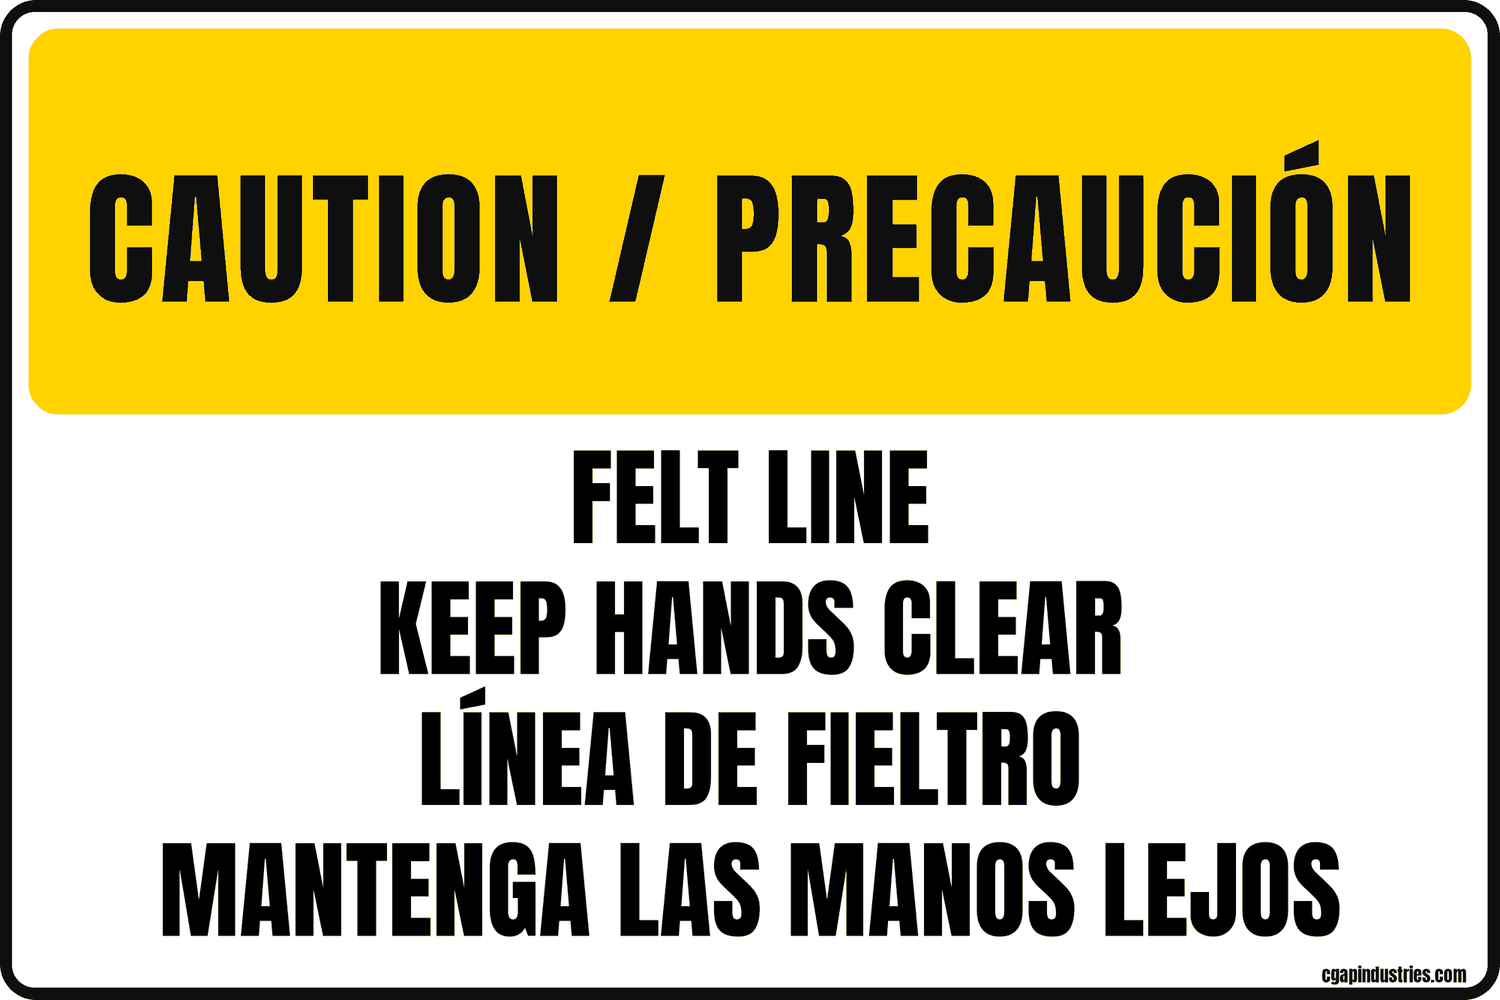 CAUTION / PRECAUCIÓN
FELT LINE
KEEP HANDS CLEAR
LÍNEA DE FIELTRO
MANTENGA LAS MANOS LEJOS
cgapindustries.com